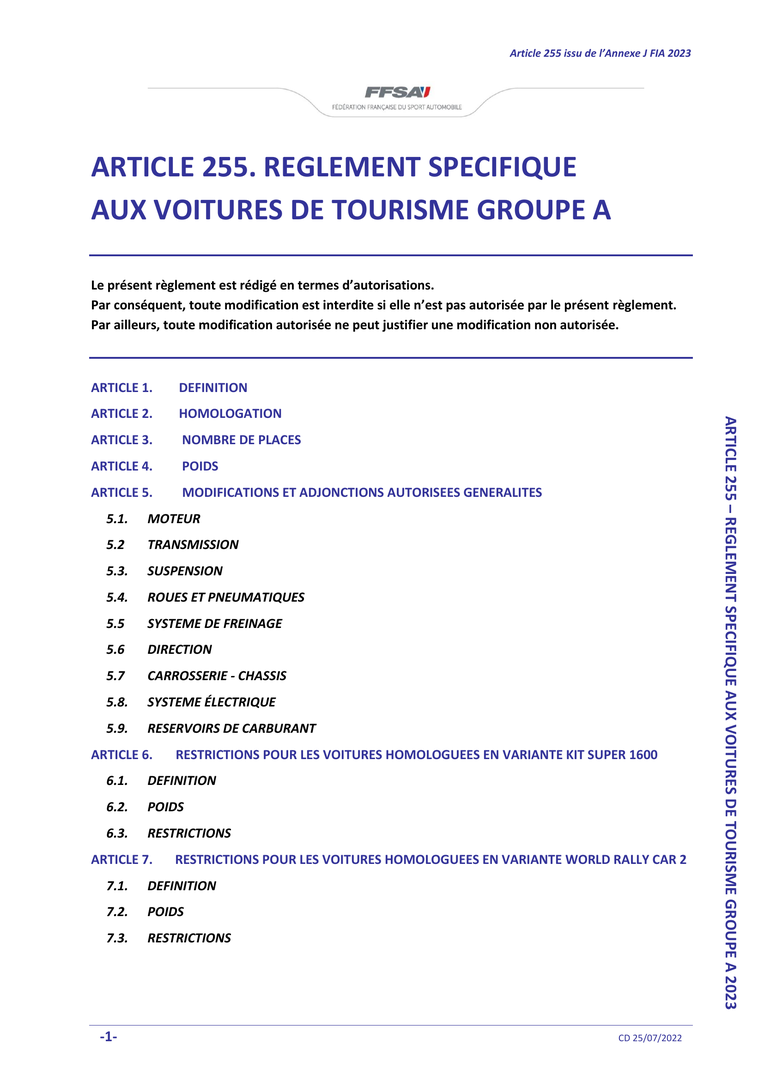 Article 255 issu de l'Annexe J FIA 2023
FFSA
FÉDÉRATION FRANÇAISE DU SPORT AUTOMOBILE
ARTICLE 255. REGLEMENT SPECIFIQUE
AUX VOITURES DE TOURISME GROUPE A
Le présent règlement est rédigé en termes d'autorisations.
Par conséquent, toute modification est interdite si elle n'est pas autorisée par le présent règlement.
Par ailleurs, toute modification autorisée ne peut justifier une modification non autorisée.
ARTICLE 1. DEFINITION
ARTICLE 2. HOMOLOGATION
ARTICLE 3. NOMBRE DE PLACES
ARTICLE 4. POIDS
ARTICLE 5. MODIFICATIONS ET ADJONCTIONS AUTORISEES GENERALITES
5.1. MOTEUR
5.2 TRANSMISSION
5.3. SUSPENSION
5.4. ROUES ET PNEUMATIQUES
5.5 SYSTEME DE FREINAGE
5.6 DIRECTION
5.7 CARROSSERIE - CHASSIS
5.8. SYSTEME ÉLECTRIQUE
5.9. RESERVOIRS DE CARBURANT
ARTICLE 6. RESTRICTIONS POUR LES VOITURES HOMOLOGUEES EN VARIANTE KIT SUPER 1600
6.1. DEFINITION
6.2. POIDS
6.3. RESTRICTIONS
ARTICLE 7. RESTRICTIONS POUR LES VOITURES HOMOLOGUEES EN VARIANTE WORLD RALLY CAR 2
7.1. DEFINITION
7.2. POIDS
7.3. RESTRICTIONS
ARTICLE 255 – REGLEMENT SPECIFIQUE AUX VOITURES DE TOURISME GROUPE A 2023
-1-
CD 25/07/2022